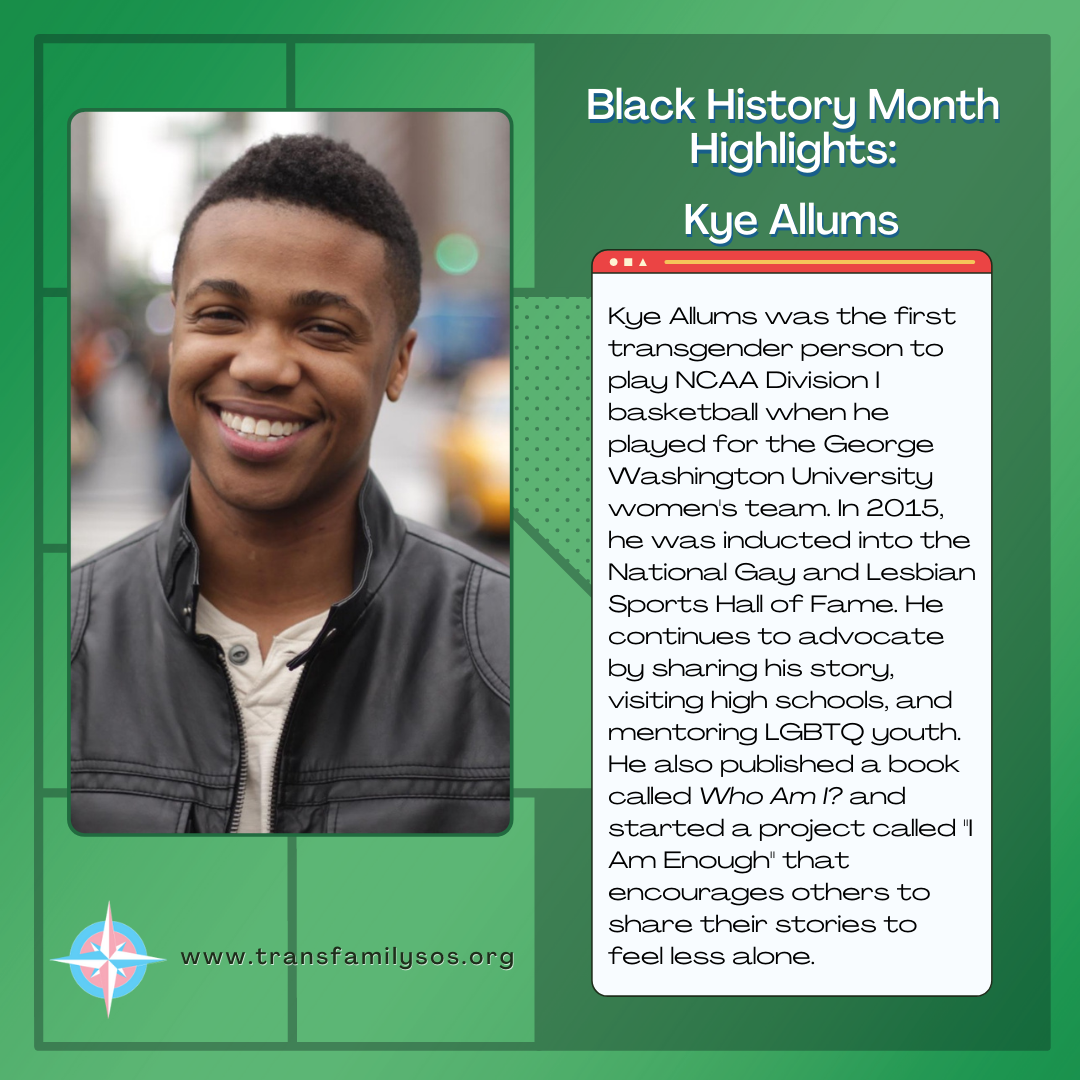 Black History Month
Highlights:
Kye Allums
Kye Allums was the first
transgender person to
play NCAA Division I
basketball when he
played for the George
Washington University
women's team. In 2015,
he was inducted into the
National Gay and Lesbian
Sports Hall of Fame. He
continues to advocate
by sharing his story,
visiting high schools, and
mentoring LGBTQ youth.
He also published a book
called Who Am I? and
started a project called "I
Am Enough" that
encourages others to
share their stories to
feel less alone.
www.transfamilysos.org